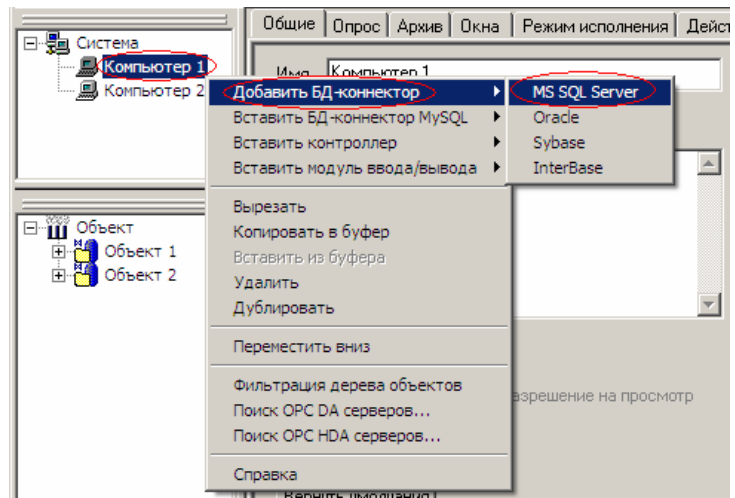 Общие Опрос Архив Окна Режим исполнения Дейст
Система
Компьютер 1
Компьютер 2
Имя Компьютер 1
Добавить БД-коннектор
Вставить БД-коннектор MySQL
Вставить контроллер
Вставить модуль ввода/вывода
MS SQL Server
Oracle
Sybase
InterBase
Вырезать
Копировать в буфер
Вставить из буфера
Удалить
Дублировать
Переместить вниз
Фильтрация дерева объектов
Поиск OPC DA серверов...
Поиск OPC HDA серверов...
Справка
Объект
Объект 1
Объект 2
азрешение на просмотр
Вернуть умолчания